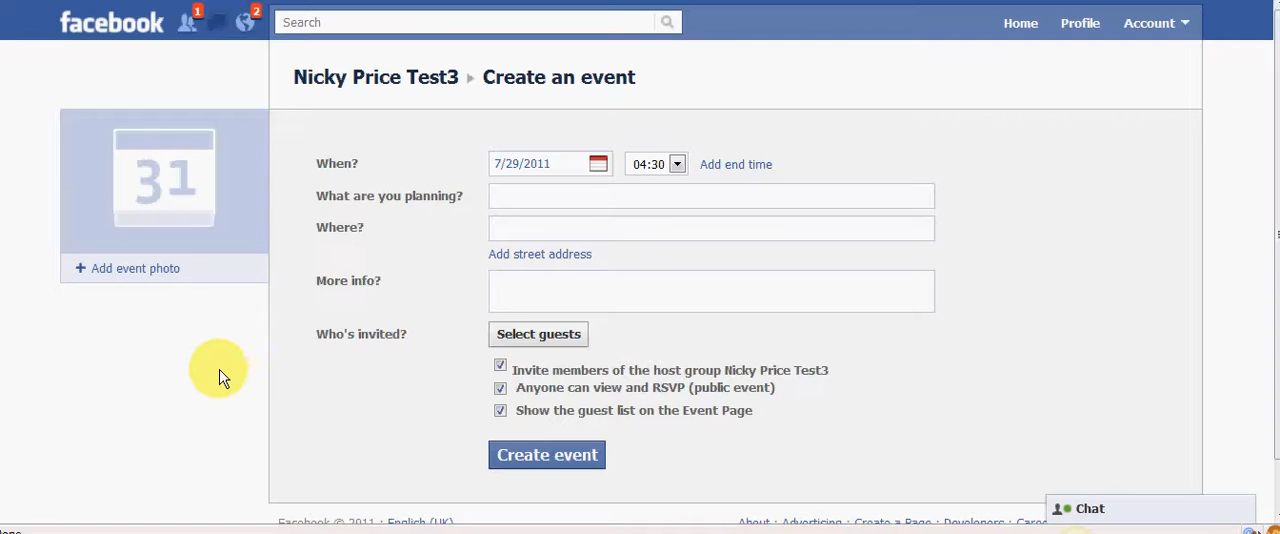 facebook 1 2 Search Home Profile Account
Nicky Price Test3 Create an event
31
+ Add event photo
When? 7/29/2011 04:30 Add end time
What are you planning?
Where?
Add street address
More info?
Who's invited? Select guests
Invite members of the host group Nicky Price Test3
Anyone can view and RSVP (public event)
Show the guest list on the Event Page
Create event
Chat
Facebook © 2011 · English (UK) About · Advertising · Create a Page · Developers ·